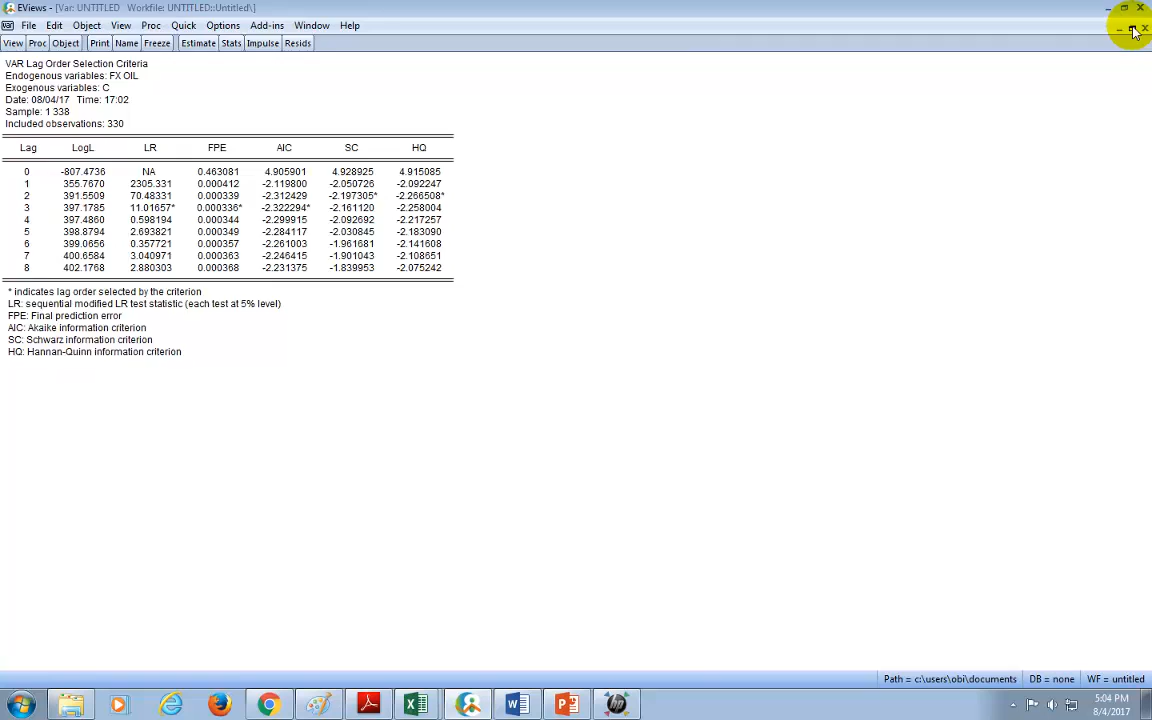 EViews - [Var: UNTITLED   Workfile: UNTITLED::Untitled\]
var File Edit Object View Proc Quick Options Add-ins Window Help
View Proc Object Print Name Freeze Estimate Stats Impulse Resids
VAR Lag Order Selection Criteria
Endogenous variables: FX OIL
Exogenous variables: C
Date: 08/04/17   Time: 17:02
Sample: 1 338
Included observations: 330
Lag LogL LR FPE AIC SC HQ
0 -807.4736 NA 0.463081 4.905901 4.928925 4.915085
1 355.7670 2305.331 0.000412 -2.119800 -2.050726 -2.092247
2 391.5509 70.48331 0.000339 -2.312429 -2.197305* -2.266508*
3 397.1785 11.01657* 0.000336* -2.322294* -2.161120 -2.258004
4 397.4860 0.598194 0.000344 -2.299915 -2.092692 -2.217257
5 398.8794 2.693821 0.000349 -2.284117 -2.030845 -2.183090
6 399.0656 0.357721 0.000357 -2.261003 -1.961681 -2.141608
7 400.6584 3.040971 0.000363 -2.246415 -1.901043 -2.108651
8 402.1768 2.880303 0.000368 -2.231375 -1.839953 -2.075242
* indicates lag order selected by the criterion
LR: sequential modified LR test statistic (each test at 5% level)
FPE: Final prediction error
AIC: Akaike information criterion
SC: Schwarz information criterion
HQ: Hannan-Quinn information criterion
Path = c:\users\obi\documents DB = none WF = untitled
5:04 PM
8/4/2017